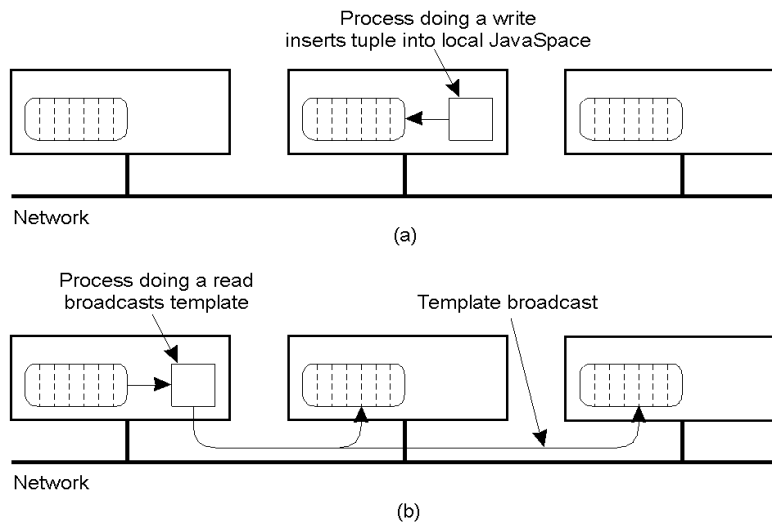 Process doing a write
inserts tuple into local JavaSpace
Network
(a)
Process doing a read
broadcasts template
Template broadcast
Network
(b)